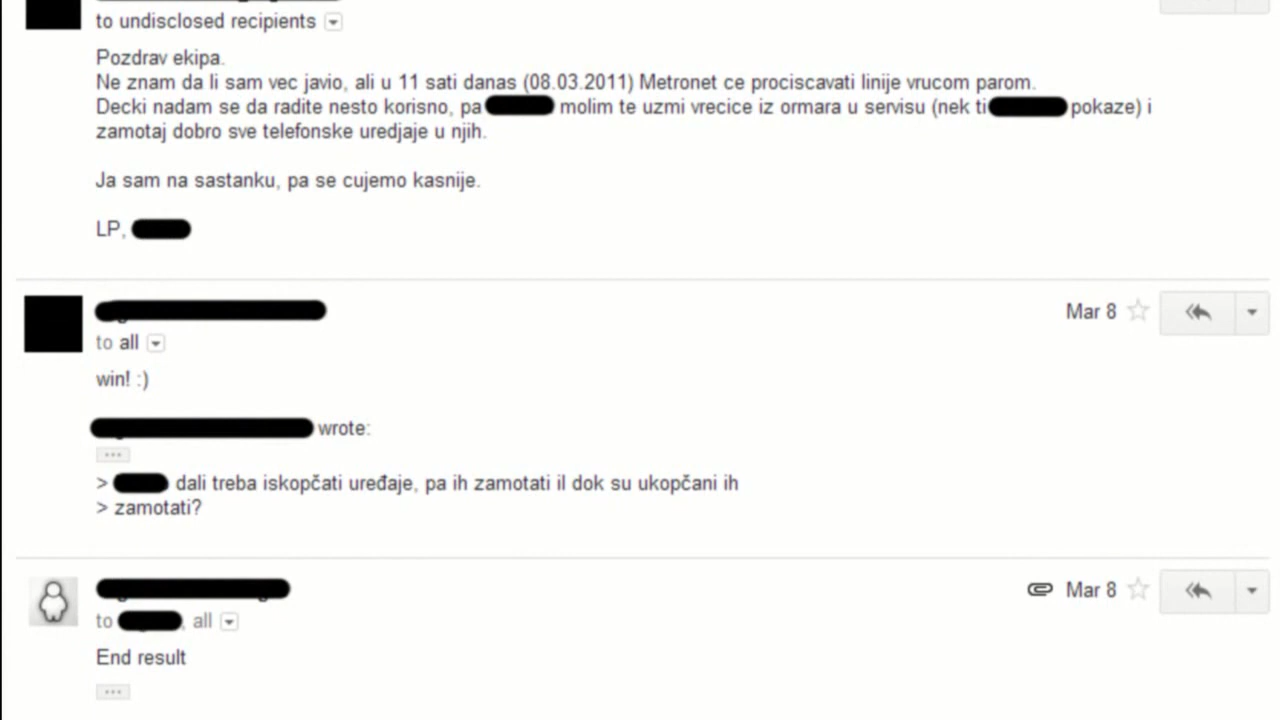 to undisclosed recipients
Pozdrav ekipa.
Ne znam da li sam vec javio, ali u 11 sati danas (08.03.2011) Metronet ce prociscavati linije vrucom parom.
Decki nadam se da radite nesto korisno, pa molim te uzmi vrecice iz ormara u servisu (nek ti pokaze) i
zamotaj dobro sve telefonske uredjaje u njih.
Ja sam na sastanku, pa se cujemo kasnije.
LP,
Mar 8
to all
win! :)
wrote:
> dali treba iskopčati uređaje, pa ih zamotati il dok su ukopčani ih
> zamotati?
Mar 8
to , all
End result